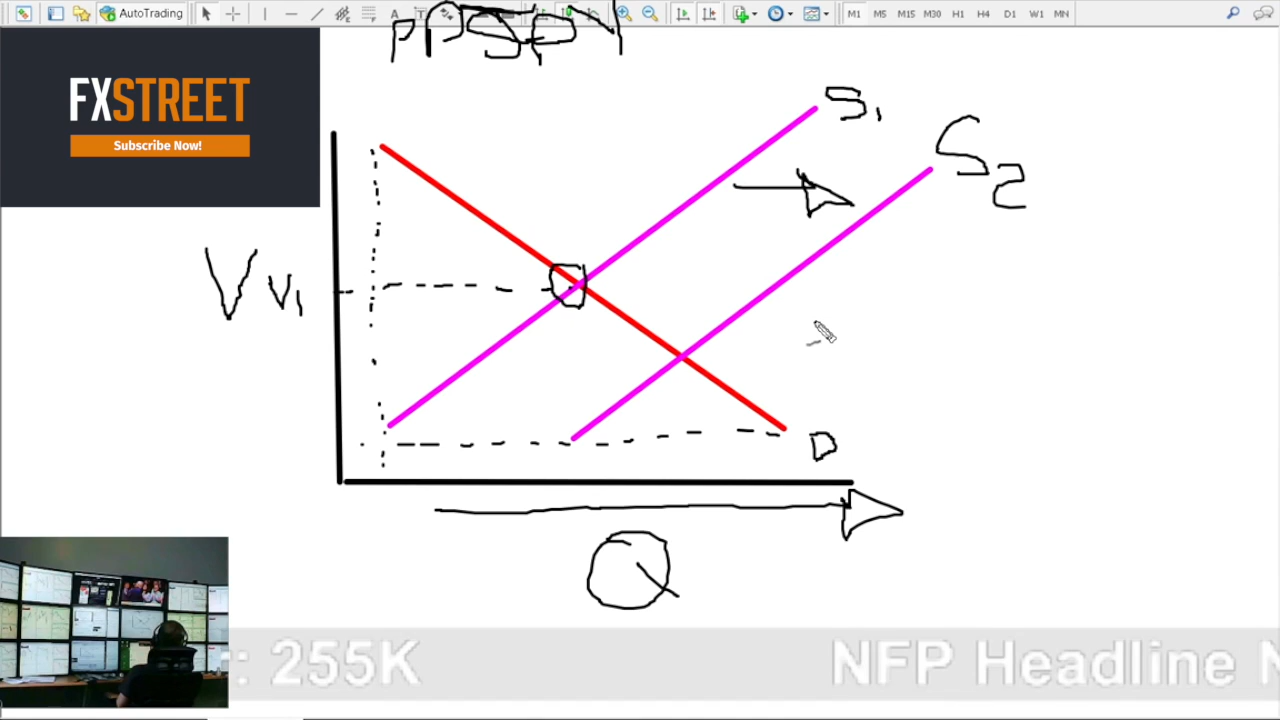 AutoTrading
A
M1 M5 M15 M30 H1 H4 D1 W1 MN
FXSTREET
Subscribe Now!
S1
S2
V V1
D
Q
: 255K NFP Headline N